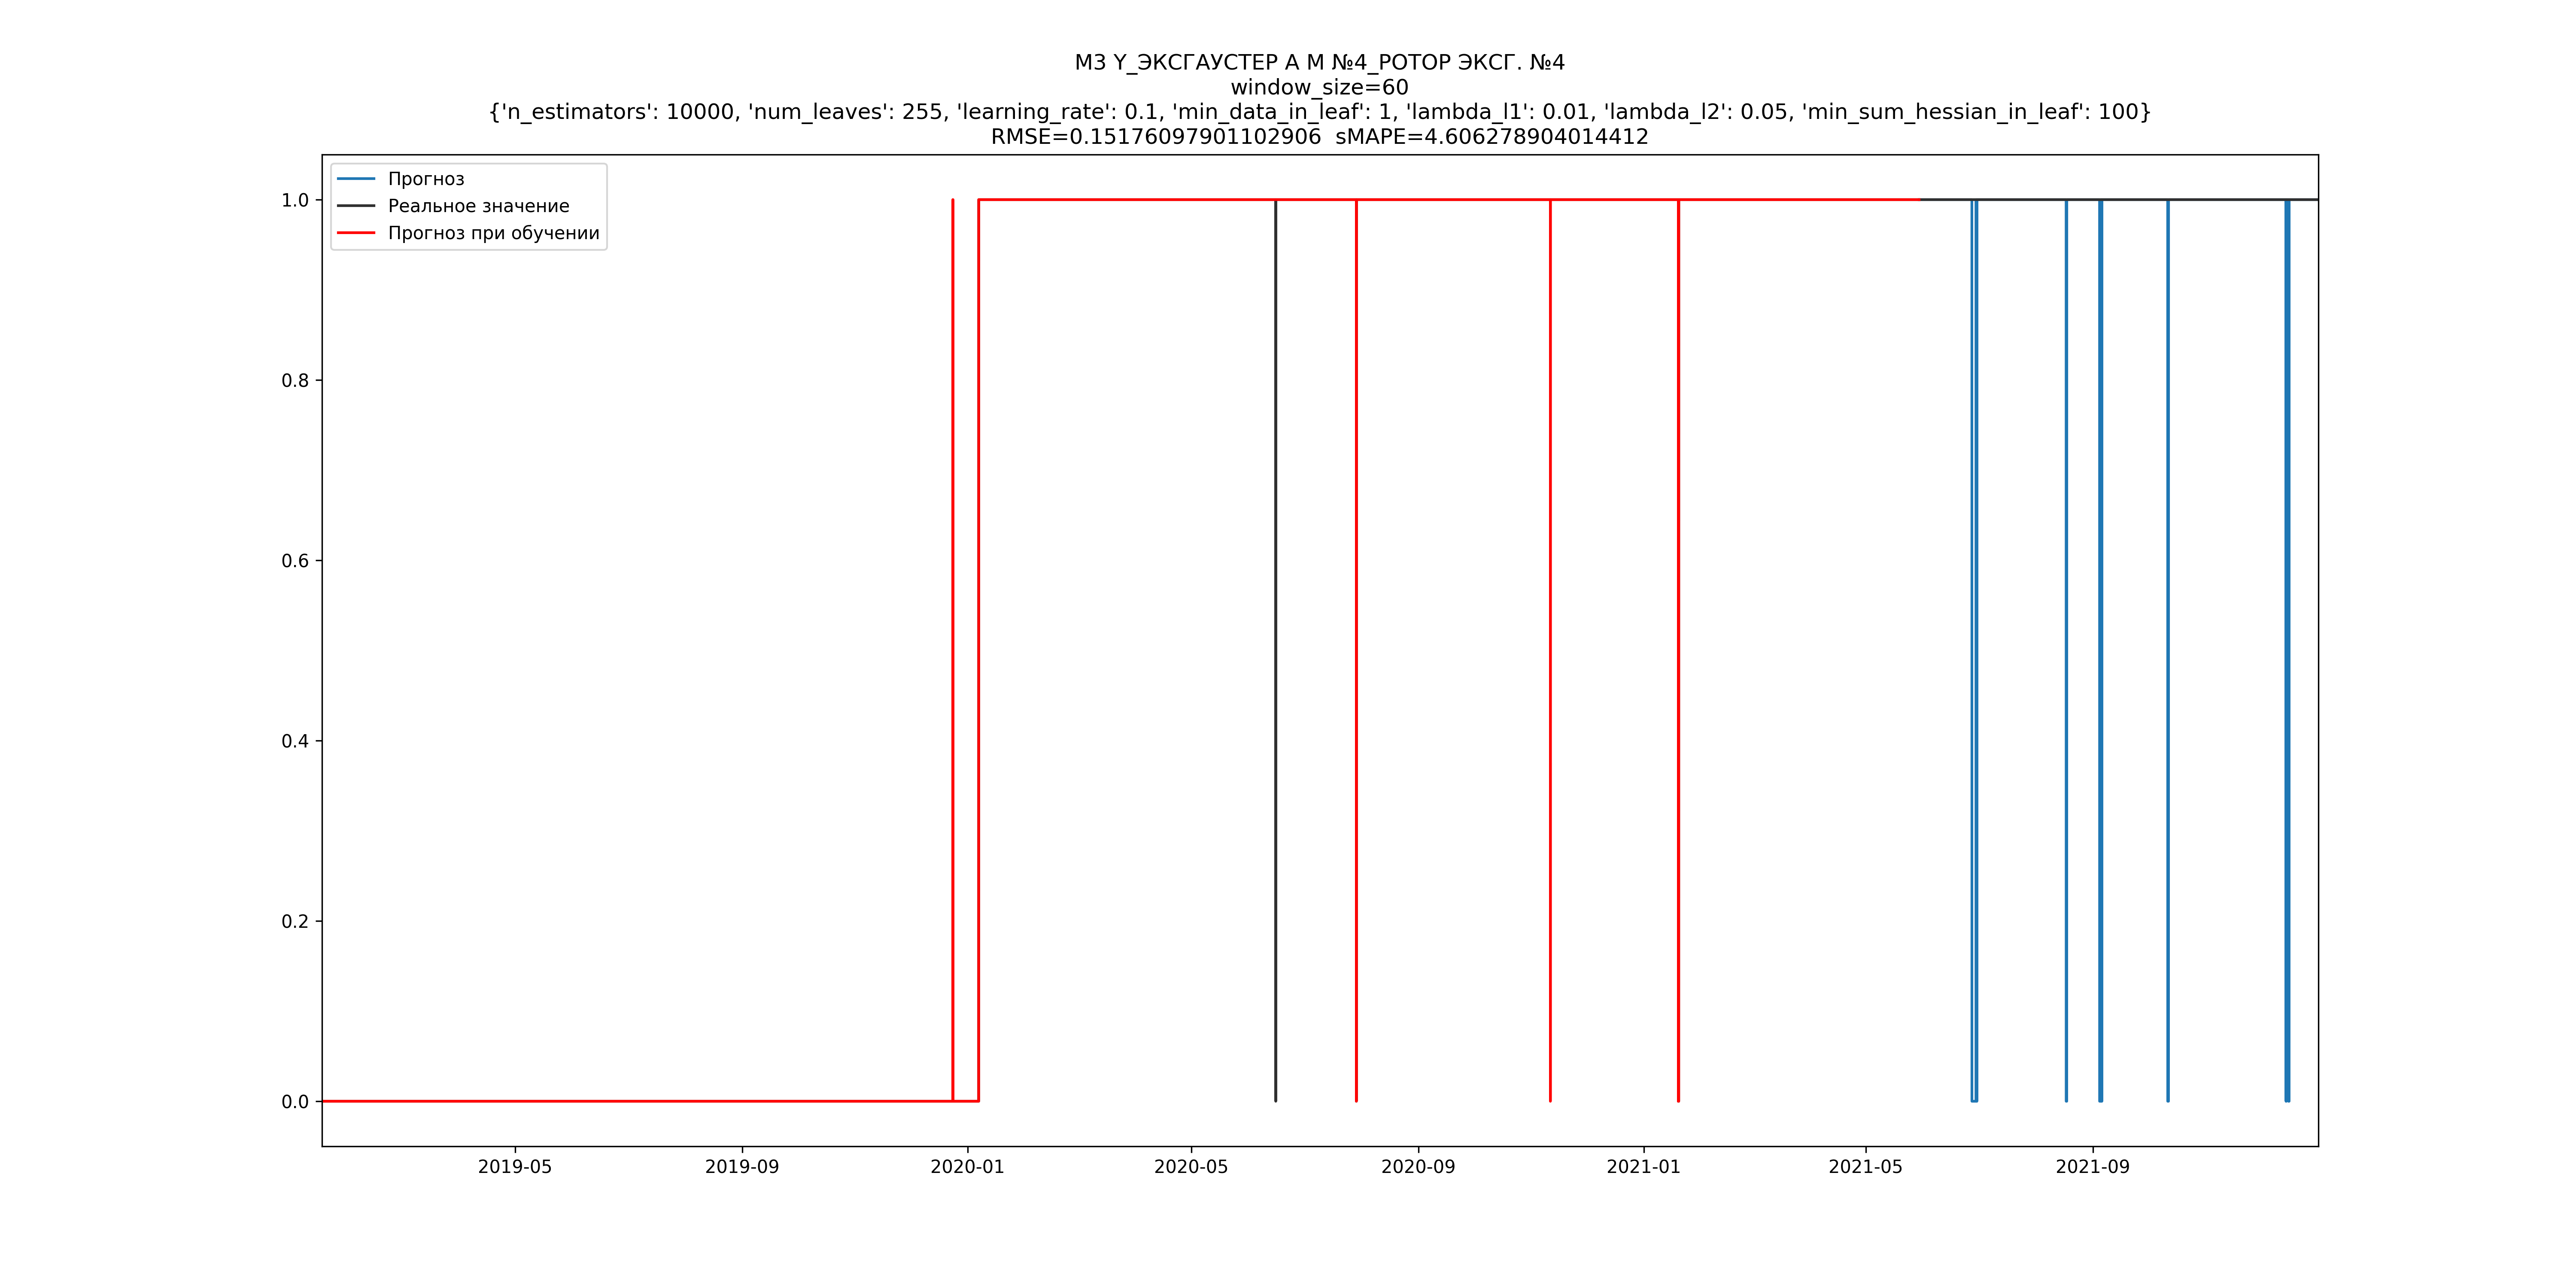 М3 Y_ЭКСГАУСТЕР А М №4_РОТОР ЭКСГ. №4
window_size=60
{'n_estimators': 10000, 'num_leaves': 255, 'learning_rate': 0.1, 'min_data_in_leaf': 1, 'lambda_l1': 0.01, 'lambda_l2': 0.05, 'min_sum_hessian_in_leaf': 100}
RMSE=0.15176097901102906  sMAPE=4.606278904014412
Прогноз
Реальное значение
Прогноз при обучении
1.0
0.8
0.6
0.4
0.2
0.0
2019-05
2019-09
2020-01
2020-05
2020-09
2021-01
2021-05
2021-09